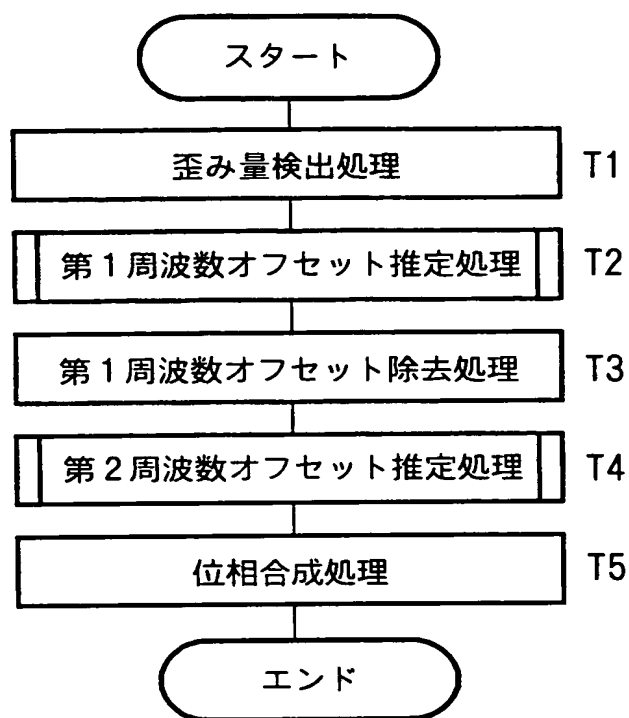 スタート
歪み量検出処理 T1
第1周波数オフセット推定処理 T2
第1周波数オフセット除去処理 T3
第2周波数オフセット推定処理 T4
位相合成処理 T5
エンド